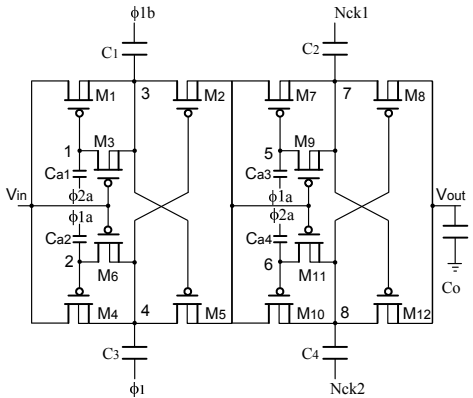 ϕ1b Nck1
C1 C2
M1 3 M2 M7 7 M8
M3 M9
1 5
Ca1 Ca3
ϕ2a ϕ1a
Vin Vout
ϕ1a ϕ2a
Ca2 Ca4
Co
2 6
M6 M11
M4 4 M5 M10 8 M12
C3 C4
ϕ1 Nck2